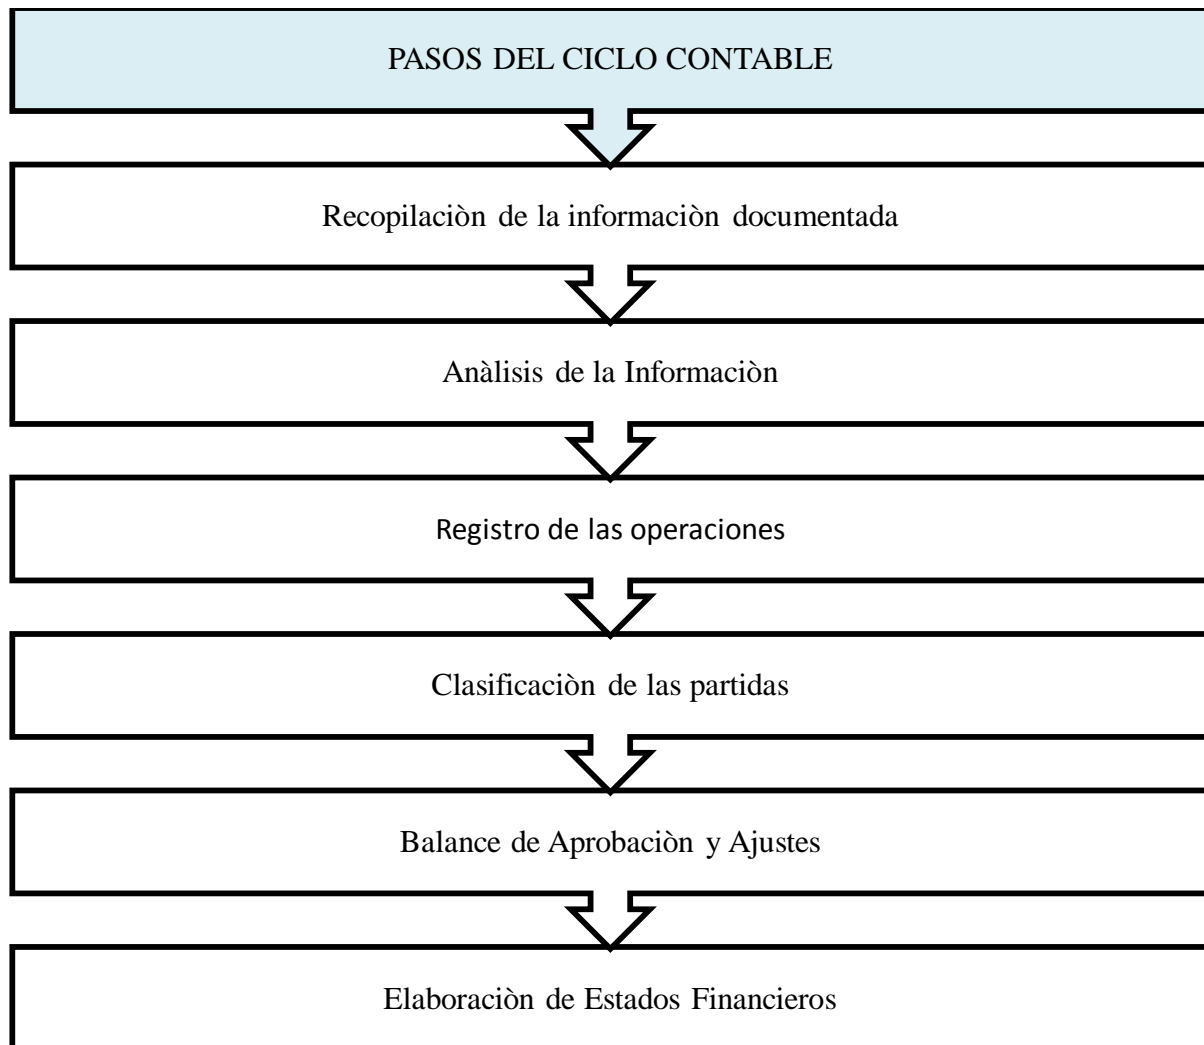 PASOS DEL CICLO CONTABLE
Recopilaciòn de la informaciòn documentada
Anàlisis de la Informaciòn
Registro de las operaciones
Clasificaciòn de las partidas
Balance de Aprobaciòn y Ajustes
Elaboraciòn de Estados Financieros